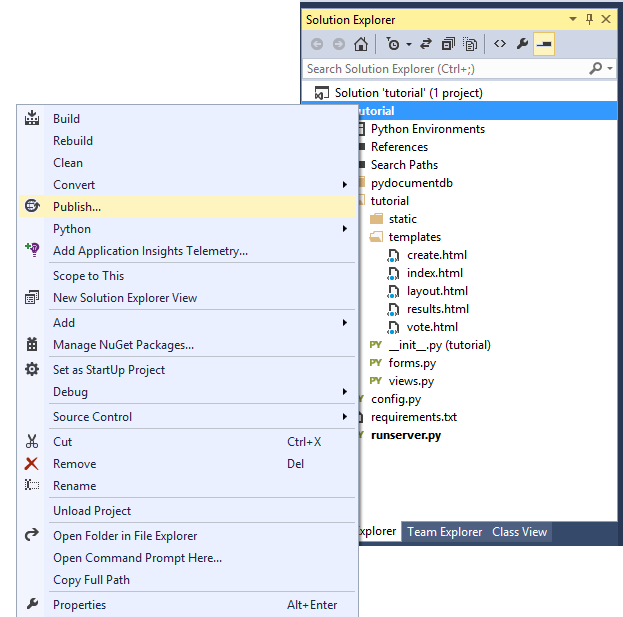 Solution Explorer
Search Solution Explorer (Ctrl+;)
Solution 'tutorial' (1 project)
tutorial
Python Environments
References
Search Paths
pydocumentdb
tutorial
static
templates
create.html
index.html
layout.html
results.html
vote.html
PY __init__.py (tutorial)
PY forms.py
PY views.py
config.py
requirements.txt
runserver.py
xplorer Team Explorer Class View
Build
Rebuild
Clean
Convert
Publish...
Python
Add Application Insights Telemetry...
Scope to This
New Solution Explorer View
Add
Manage NuGet Packages...
Set as StartUp Project
Debug
Source Control
Cut Ctrl+X
Remove Del
Rename
Unload Project
Open Folder in File Explorer
Open Command Prompt Here...
Copy Full Path
Properties Alt+Enter